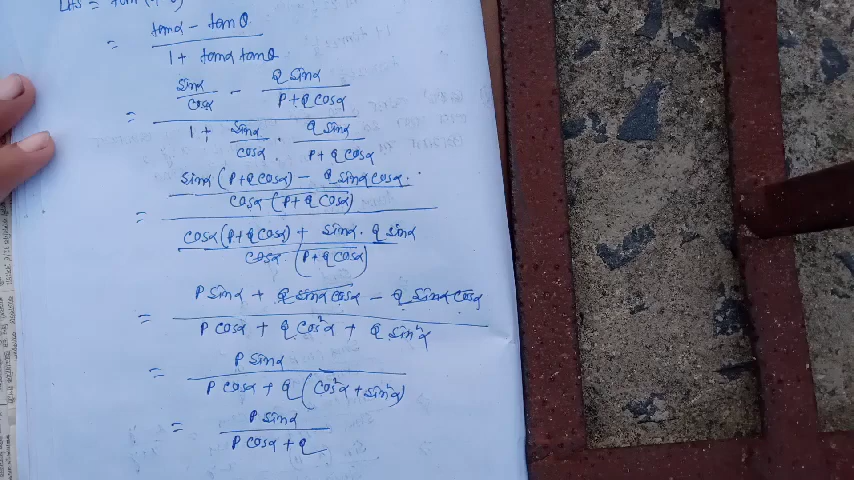 LHS = tan
= tanα - tanθ / 1 + tanα tanθ
= sinα/cosα - Q sinα/P+Q cosα / 1 + sinα/cosα · Q sinα/P+Q cosα
= sinα (P+Q cosα) - Q sinα cosα / cosα (P+Q cosα) / cosα (P+Q cosα) + sinα · Q sinα / cosα · (P+Q cosα)
= P sinα + Q sinα cosα - Q sinα cosα / P cosα + Q cos²α + Q sin²α
= P sinα / P cosα + Q (cos²α + sin²α)
= P sinα / P cosα + Q